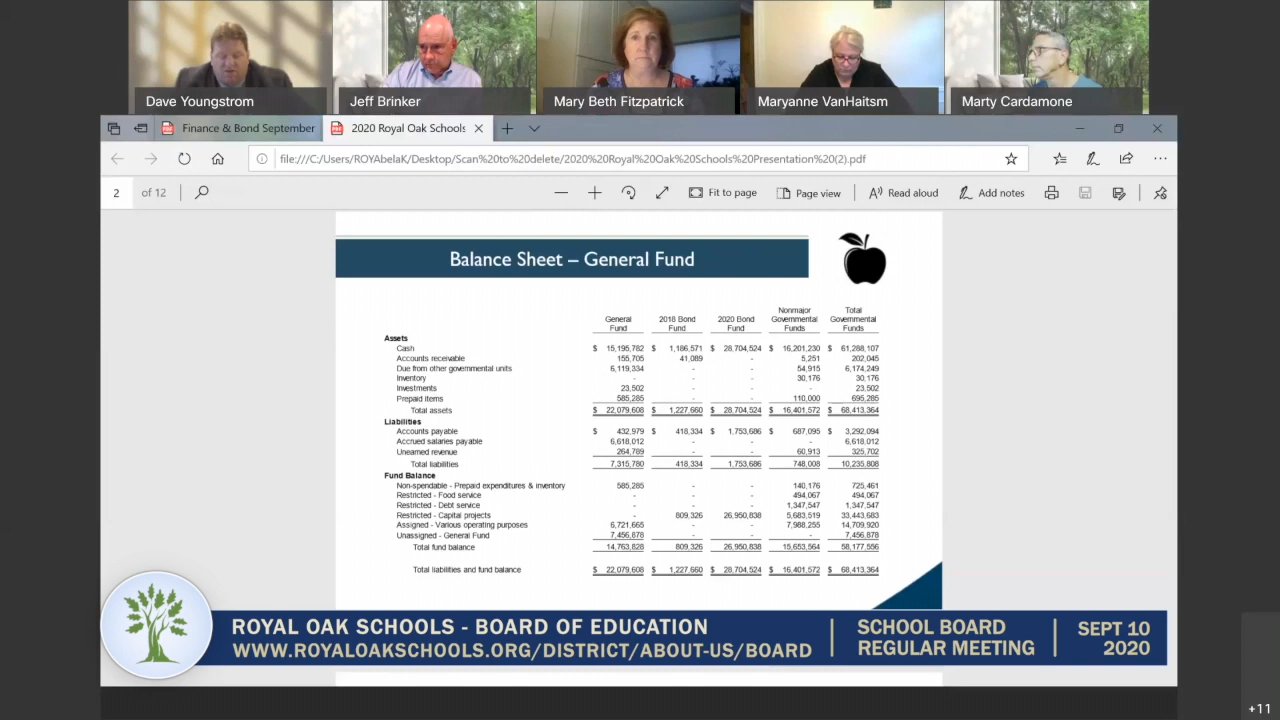 Dave Youngstrom
Jeff Brinker
Mary Beth Fitzpatrick
Maryanne VanHaitsm
Marty Cardamone
Finance & Bond September
2020 Royal Oak Schools
file:///C:/Users/ROYAbelaK/Desktop/Scan%20to%20delete/2020%20Royal%20Oak%20Schools%20Presentation%20(2).pdf
2 of 12
Fit to page
Page view
Read aloud
Add notes
Balance Sheet – General Fund
General Fund
2018 Bond Fund
2020 Bond Fund
Nonmajor Governmental Funds
Total Governmental Funds
Assets
Cash $ 15,195,782 $ 1,186,571 $ 28,704,524 $ 16,201,230 $ 61,288,107
Accounts receivable 155,705 41,089 - 5,251 202,045
Due from other governmental units 6,119,334 - - 54,915 6,174,249
Inventory - - - 30,176 30,176
Investments 23,502 - - - 23,502
Prepaid items 585,285 - - 110,000 695,285
Total assets $ 22,079,608 $ 1,227,660 $ 28,704,524 $ 16,401,572 $ 68,413,364
Liabilities
Accounts payable $ 432,979 418,334 $ 1,753,686 $ 687,095 $ 3,292,094
Accrued salaries payable 6,618,012 - - - 6,618,012
Unearned revenue 264,789 - - 60,913 325,702
Total liabilities 7,315,780 418,334 1,753,686 748,008 10,235,808
Fund Balance
Non-spendable - Prepaid expenditures & inventory 585,285 - - 140,176 725,461
Restricted - Food service - - - 494,067 494,067
Restricted - Debt service - - - 1,347,547 1,347,547
Restricted - Capital projects - 809,326 26,950,838 5,683,519 33,443,683
Assigned - Various operating purposes 6,721,665 - - 7,988,255 14,709,920
Unassigned - General Fund 7,456,878 - - - 7,456,878
Total fund balance 14,763,828 809,326 26,950,838 15,653,564 58,177,556
Total liabilities and fund balance $ 22,079,608 $ 1,227,660 $ 28,704,524 $ 16,401,572 $ 68,413,364
ROYAL OAK SCHOOLS - BOARD OF EDUCATION
WWW.ROYALOAKSCHOOLS.ORG/DISTRICT/ABOUT-US/BOARD
SCHOOL BOARD
REGULAR MEETING
SEPT 10
2020
+11